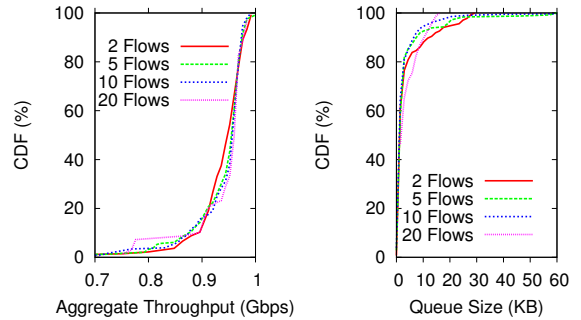 CDF (%)
100
80
60
40
20
0
2 Flows
5 Flows
10 Flows
20 Flows
0.7
0.8
0.9
1
Aggregate Throughput (Gbps)
CDF (%)
100
80
60
40
20
0
2 Flows
5 Flows
10 Flows
20 Flows
0 10 20 30 40 50 60
Queue Size (KB)